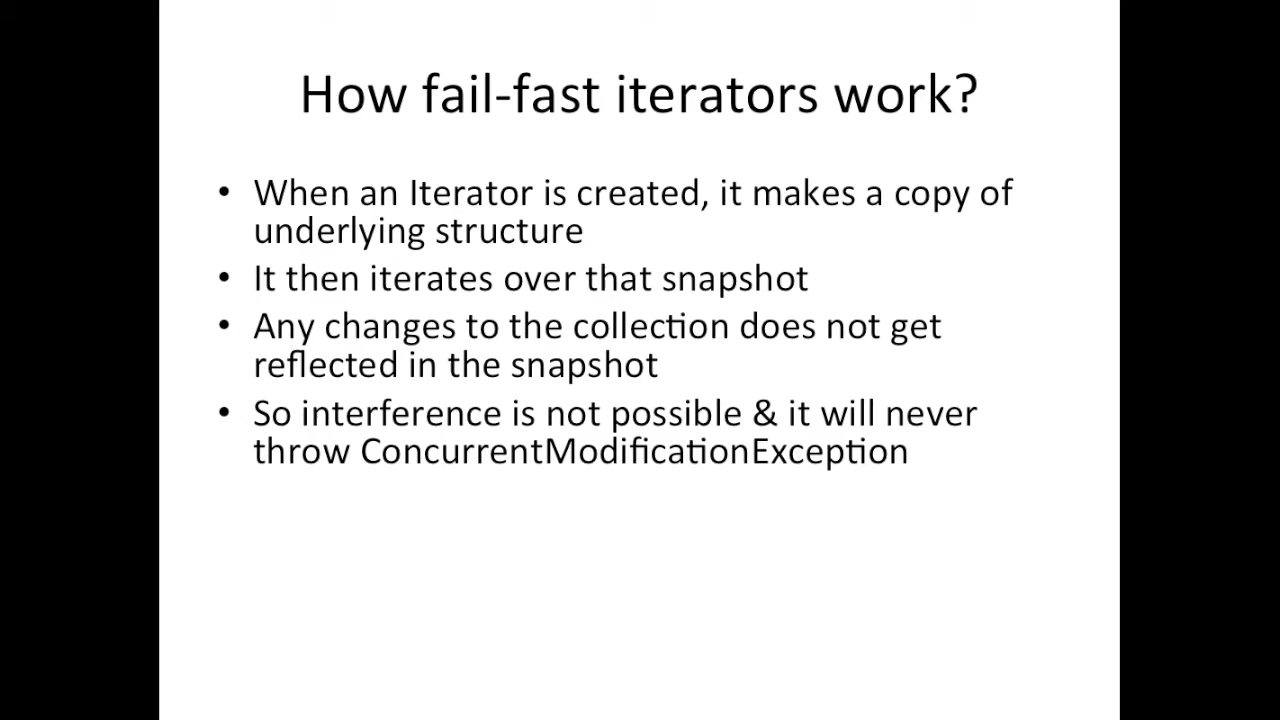 How fail-fast iterators work?
• When an Iterator is created, it makes a copy of
underlying structure
• It then iterates over that snapshot
• Any changes to the collection does not get
reflected in the snapshot
• So interference is not possible & it will never
throw ConcurrentModificationException